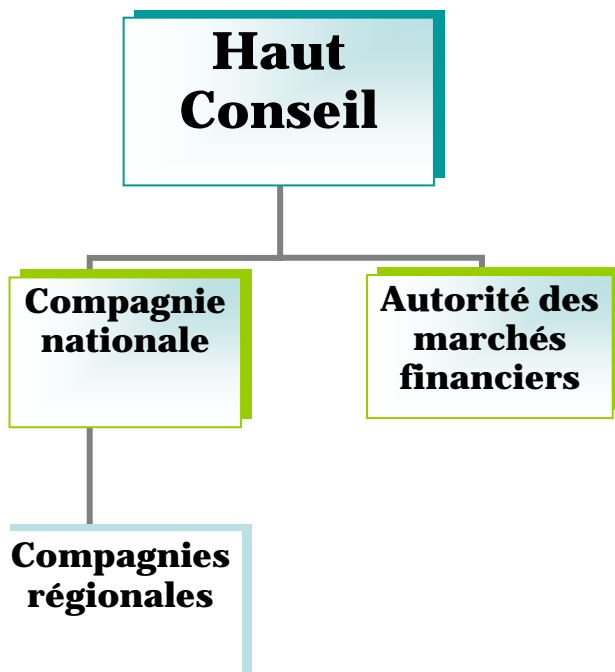 Haut
Conseil
Compagnie
nationale
Autorité des
marchés
financiers
Compagnies
régionales